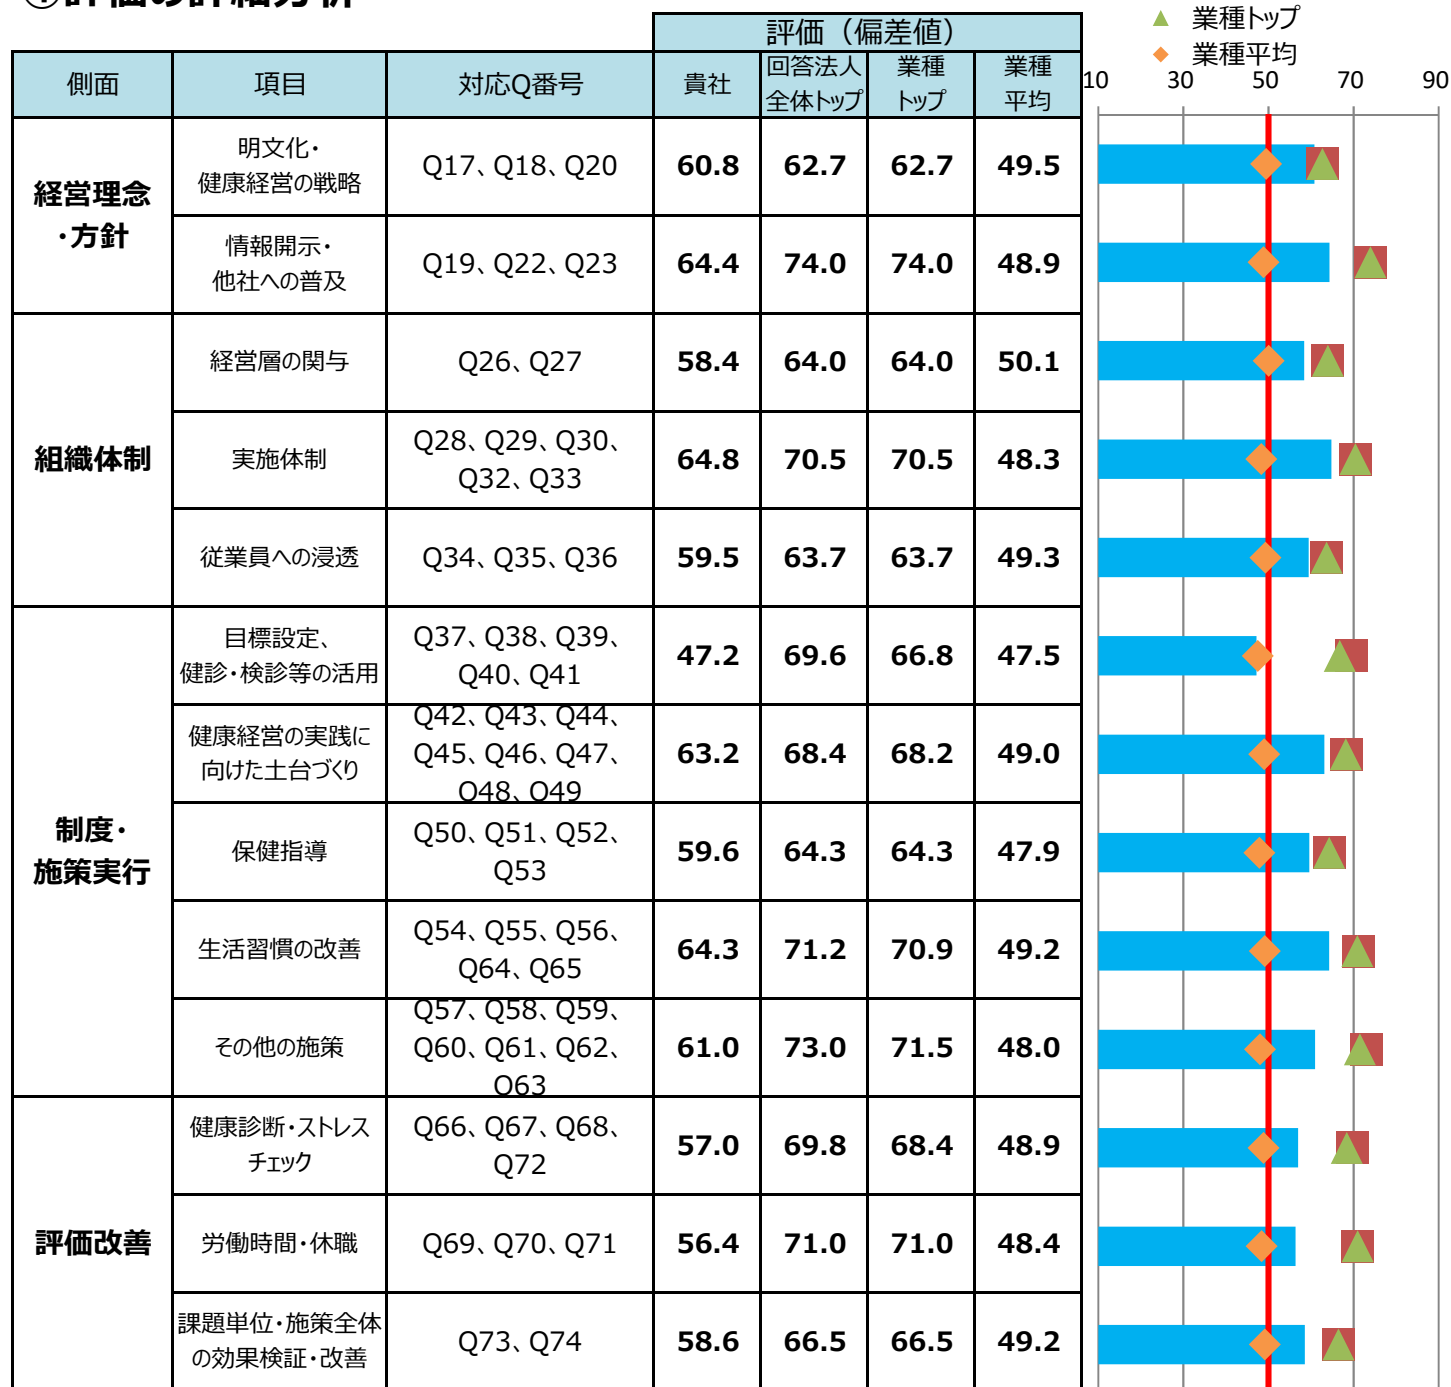 ①評価の詳細分析
▲ 業種トップ
◆ 業種平均
評価（偏差値）
側面 項目 対応Q番号 貴社 回答法人 業種 業種
全体トップ トップ 平均
10 30 50 70 90
経営理念
・方針
明文化・
健康経営の戦略
Q17、Q18、Q20 60.8 62.7 62.7 49.5
情報開示・
他社への普及
Q19、Q22、Q23 64.4 74.0 74.0 48.9
組織体制
経営層の関与 Q26、Q27 58.4 64.0 64.0 50.1
実施体制
Q28、Q29、Q30、
Q32、Q33
64.8 70.5 70.5 48.3
従業員への浸透 Q34、Q35、Q36 59.5 63.7 63.7 49.3
制度・
施策実行
目標設定、
健診・検診等の活用
Q37、Q38、Q39、
Q40、Q41
47.2 69.6 66.8 47.5
健康経営の実践に
向けた土台づくり
Q42、Q43、Q44、
Q45、Q46、Q47、
Q48、Q49
63.2 68.4 68.2 49.0
保健指導
Q50、Q51、Q52、
Q53
59.6 64.3 64.3 47.9
生活習慣の改善
Q54、Q55、Q56、
Q64、Q65
64.3 71.2 70.9 49.2
その他の施策
Q57、Q58、Q59、
Q60、Q61、Q62、
Q63
61.0 73.0 71.5 48.0
評価改善
健康診断・ストレス
チェック
Q66、Q67、Q68、
Q72
57.0 69.8 68.4 48.9
労働時間・休職 Q69、Q70、Q71 56.4 71.0 71.0 48.4
課題単位・施策全体
の効果検証・改善
Q73、Q74 58.6 66.5 66.5 49.2